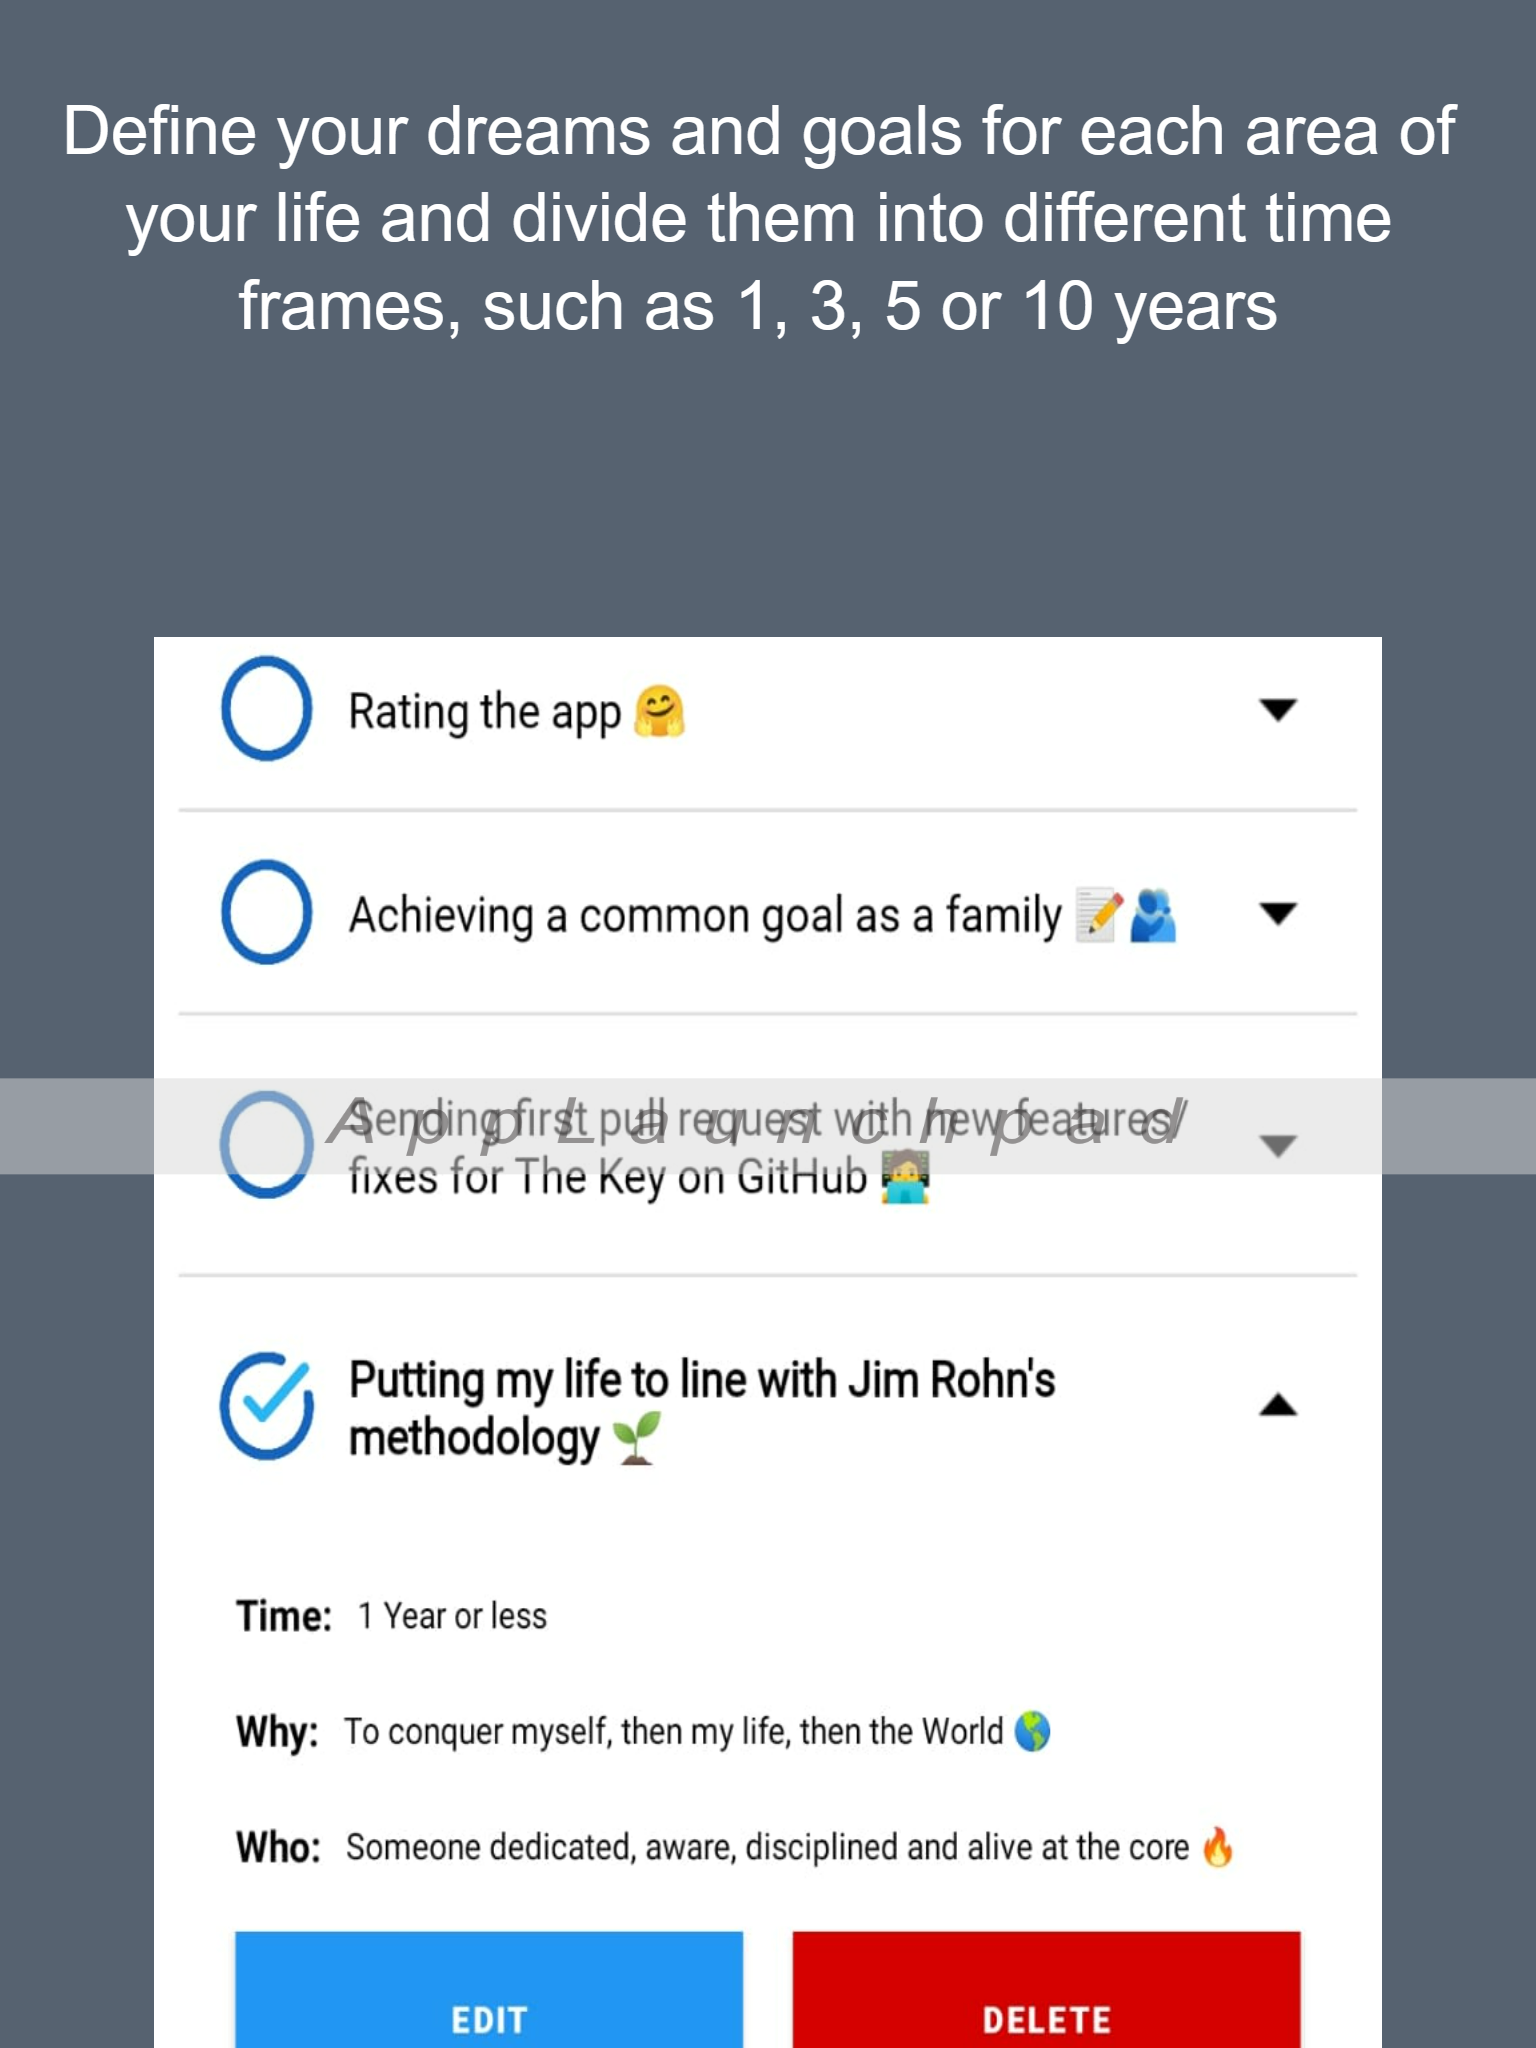 Define your dreams and goals for each area of
your life and divide them into different time
frames, such as 1, 3, 5 or 10 years
Rating the app 🤗
Achieving a common goal as a family 📝🫂
Sending first pull request with new features/
AppLaunchpad
fixes for The Key on GitHub 🧑‍💻
Putting my life to line with Jim Rohn's
methodology 🌱
Time: 1 Year or less
Why: To conquer myself, then my life, then the World 🌎
Who: Someone dedicated, aware, disciplined and alive at the core 🔥
EDIT DELETE